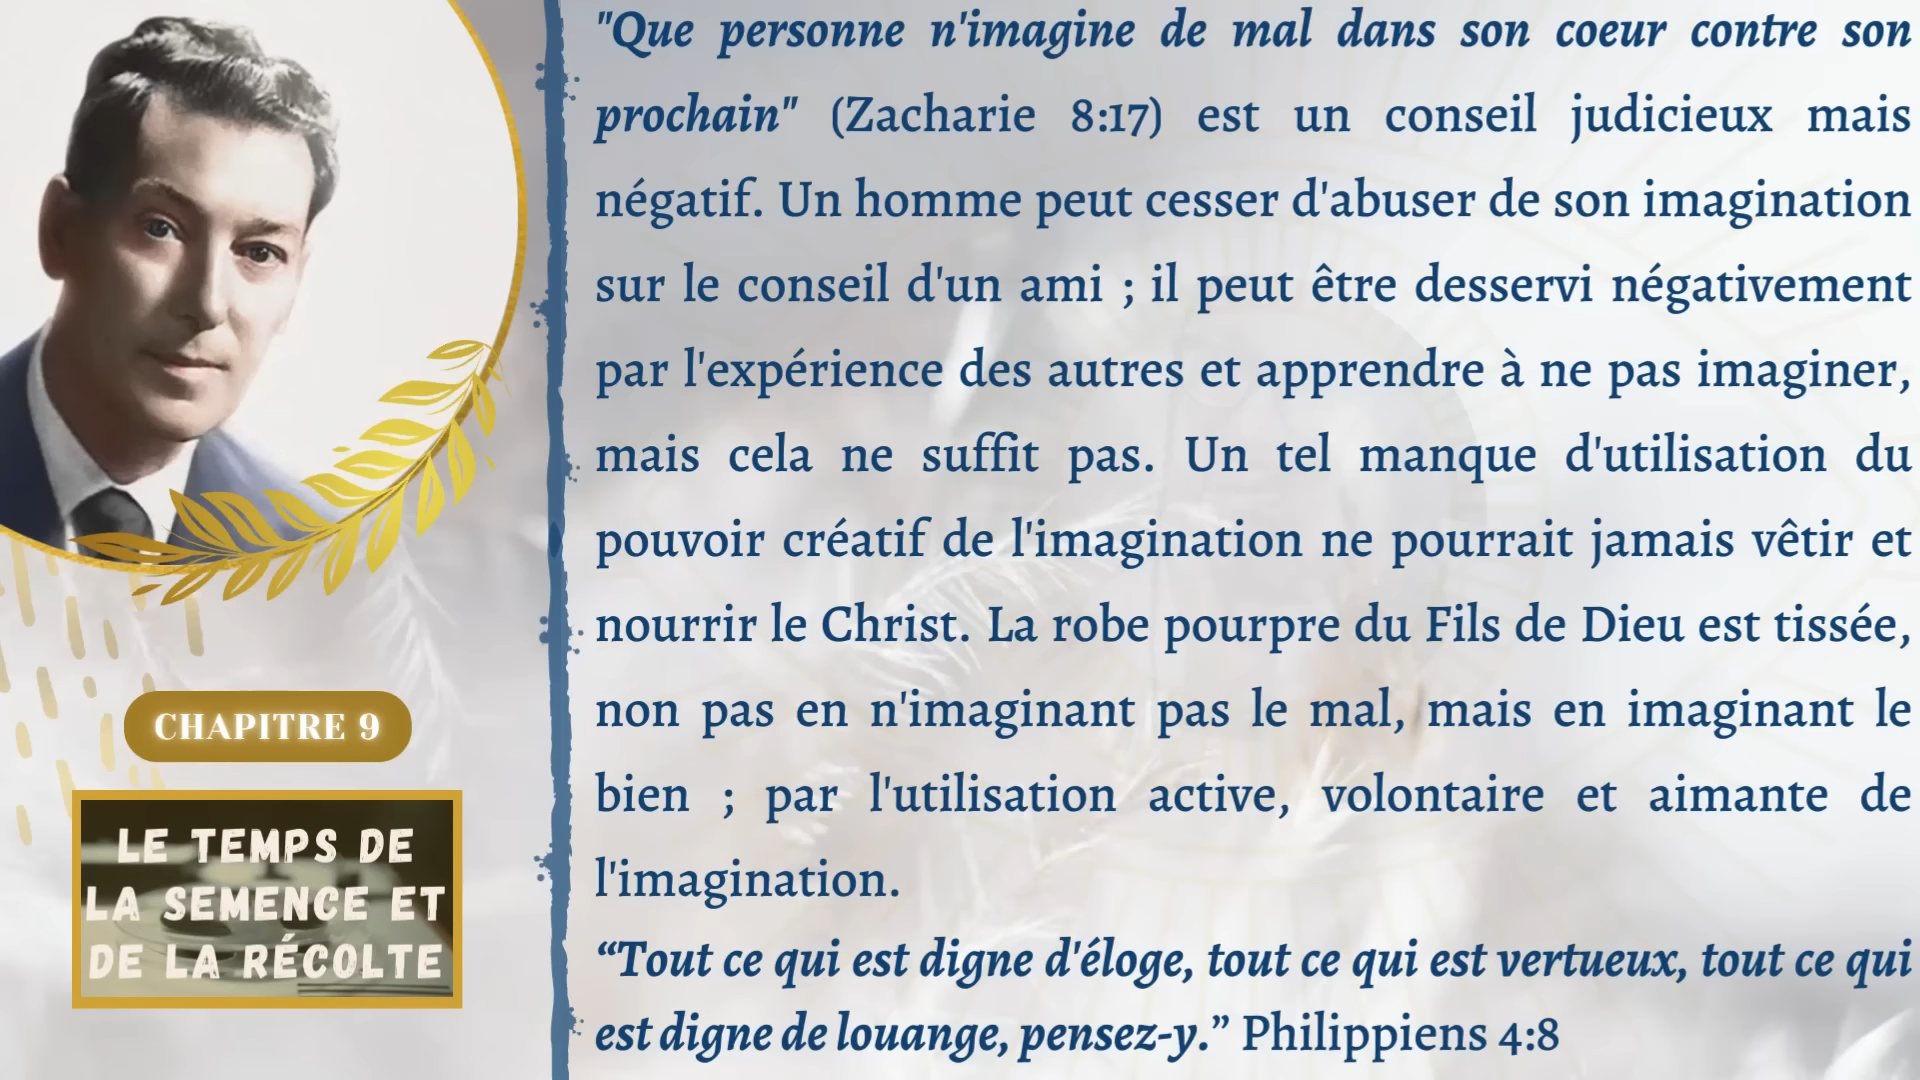 "Que personne n'imagine de mal dans son coeur contre son
prochain" (Zacharie 8:17) est un conseil judicieux mais
négatif. Un homme peut cesser d'abuser de son imagination
sur le conseil d'un ami ; il peut être desservi négativement
par l'expérience des autres et apprendre à ne pas imaginer,
mais cela ne suffit pas. Un tel manque d'utilisation du
pouvoir créatif de l'imagination ne pourrait jamais vêtir et
nourrir le Christ. La robe pourpre du Fils de Dieu est tissée,
non pas en n'imaginant pas le mal, mais en imaginant le
bien ; par l'utilisation active, volontaire et aimante de
l'imagination.
“Tout ce qui est digne d'éloge, tout ce qui est vertueux, tout ce qui
est digne de louange, pensez-y.” Philippiens 4:8
CHAPITRE 9
LE TEMPS DE
LA SEMENCE ET
DE LA RÉCOLTE